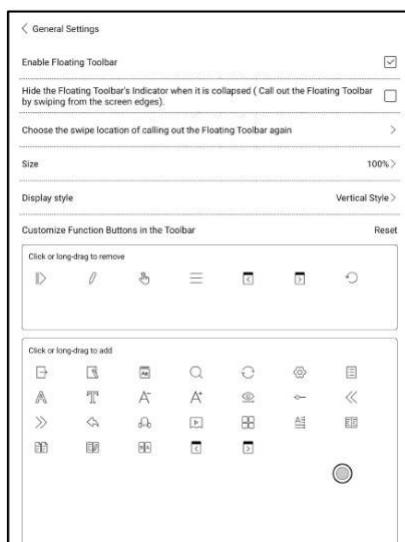 General Settings
Enable Floating Toolbar
Hide the Floating Toolbar's Indicator when it is collapsed ( Call out the Floating Toolbar
by swiping from the screen edges).
Choose the swipe location of calling out the Floating Toolbar again
Size 100%
Display style Vertical Style
Customize Function Buttons in the Toolbar Reset
Click or long-drag to remove
Click or long-drag to add